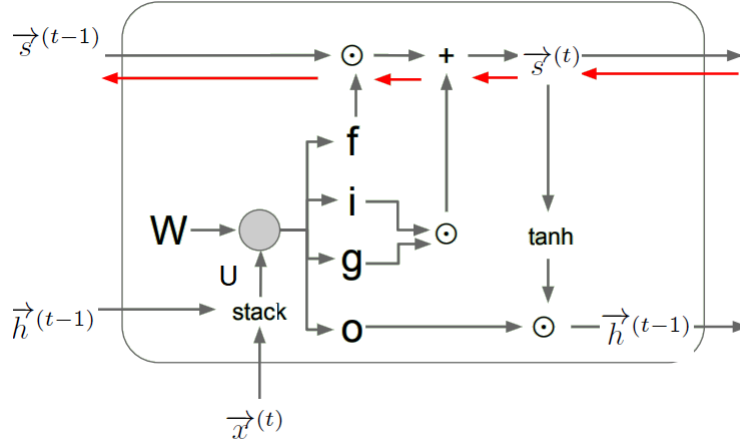 s⃗^(t−1) ⊙ + s⃗^(t)
f
i
W ⊙ tanh
g
U
h⃗^(t−1) stack o ⊙ h⃗^(t−1)
x⃗^(t)